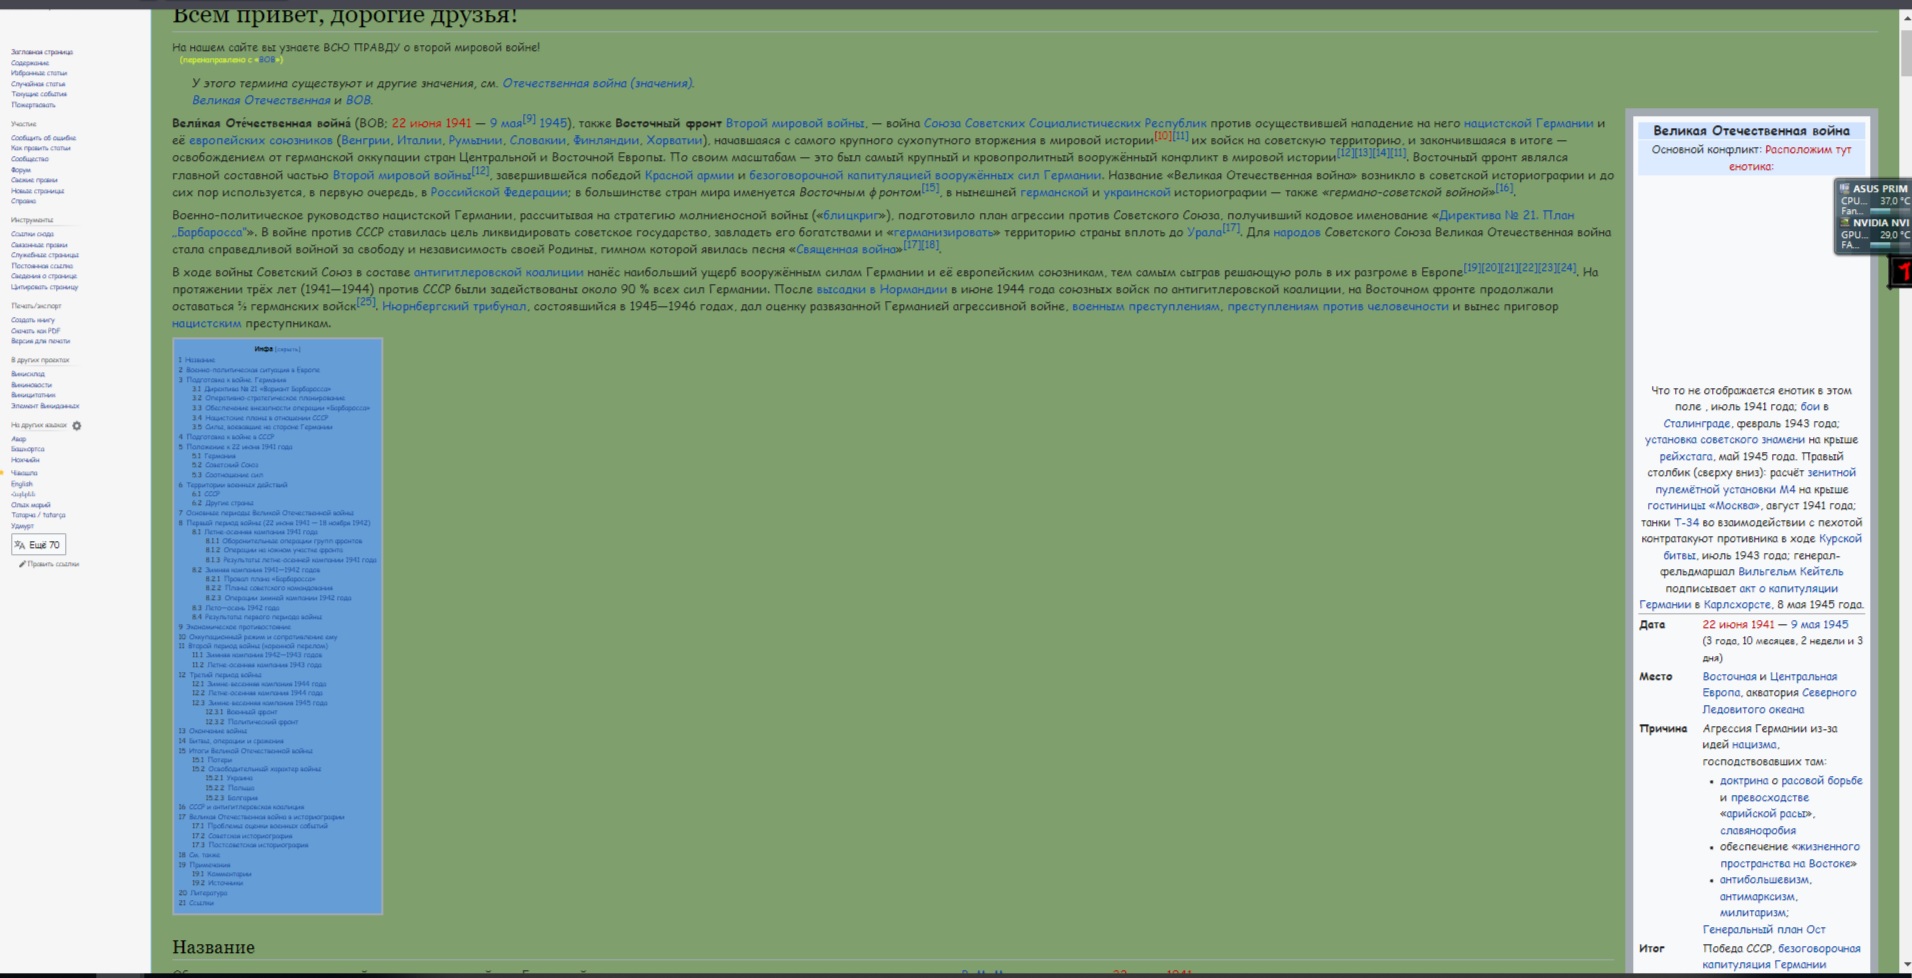 Всем привет, дорогие друзья!
На нашем сайте вы узнаете ВСЮ ПРАВДУ о второй мировой войне!
(перенаправлено с «ВОВ»)
У этого термина существуют и другие значения, см. Отечественная война (значения).
Великая Отечественная и ВОВ.
Вели́кая Оте́чественная война́ (ВОВ; 22 июня 1941 — 9 мая[9] 1945), также Восточный фронт Второй мировой войны, — война Союза Советских Социалистических Республик против осуществившей нападение на него нацистской Германии и
её европейских союзников (Венгрии, Италии, Румынии, Словакии, Финляндии, Хорватии), начавшаяся с самого крупного сухопутного вторжения в мировой истории[10][11] их войск на советскую территорию, и закончившаяся в итоге —
освобождением от германской оккупации стран Центральной и Восточной Европы. По своим масштабам — это был самый крупный и кровопролитный вооружённый конфликт в мировой истории[12][13][14][11]. Восточный фронт являлся
главной составной частью Второй мировой войны[12], завершившейся победой Красной армии и безоговорочной капитуляцией вооружённых сил Германии. Название «Великая Отечественная война» возникло в советской историографии и до
сих пор используется, в первую очередь, в Российской Федерации; в большинстве стран мира именуется Восточным фронтом[15], в нынешней германской и украинской историографии — также «германо-советской войной»[16].
Военно-политическое руководство нацистской Германии, рассчитывая на стратегию молниеносной войны («блицкриг»), подготовило план агрессии против Советского Союза, получивший кодовое именование «Директива № 21. План
„Барбаросса“». В войне против СССР ставилась цель ликвидировать советское государство, завладеть его богатствами и «германизировать» территорию страны вплоть до Урала[17]. Для народов Советского Союза Великая Отечественная война
стала справедливой войной за свободу и независимость своей Родины, гимном которой явилась песня «Священная война»[17][18].
В ходе войны Советский Союз в составе антигитлеровской коалиции нанёс наибольший ущерб вооружённым силам Германии и её европейским союзникам, тем самым сыграв решающую роль в их разгроме в Европе[19][20][21][22][23][24]. На
протяжении трёх лет (1941—1944) против СССР были задействованы около 90 % всех сил Германии. После высадки в Нормандии в июне 1944 года союзных войск по антигитлеровской коалиции, на Восточном фронте продолжали
оставаться ⅔ германских войск[25]. Нюрнбергский трибунал, состоявшийся в 1945—1946 годах, дал оценку развязанной Германией агрессивной войне, военным преступлениям, преступлениям против человечности и вынес приговор
нацистским преступникам.
Инфа [скрыть]
1 Название
2 Военно-политическая ситуация в Европе
3 Подготовка к войне. Германия
3.1 Директива № 21 «Вариант Барбаросса»
3.2 Оперативно-стратегическое планирование
3.3 Обеспечение внезапности операции «Барбаросса»
3.4 Нацистские планы в отношении СССР
3.5 Силы, воевавшие на стороне Германии
4 Подготовка к войне в СССР
5 Положение к 22 июня 1941 года
5.1 Германия
5.2 Советский Союз
5.3 Соотношение сил
6 Территории военных действий
6.1 СССР
6.2 Другие страны
7 Основные периоды Великой Отечественной войны
8 Первый период войны (22 июня 1941 — 18 ноября 1942)
8.1 Летне-осенняя кампания 1941 года
8.1.1 Оборонительные операции групп фронтов
8.1.2 Операции на южном участке фронта
8.1.3 Результаты летне-осенней кампании 1941 года
8.2 Зимняя кампания 1941—1942 годов
8.2.1 Провал плана «Барбаросса»
8.2.2 Планы советского командования
8.2.3 Операции зимней кампании 1942 года
8.3 Лето—осень 1942 года
8.4 Результаты первого периода войны
9 Экономическое противостояние
10 Оккупационный режим и сопротивление ему
11 Второй период войны (коренной перелом)
11.1 Зимняя кампания 1942—1943 годов
11.2 Летне-осенняя кампания 1943 года
12 Третий период войны
12.1 Зимне-весенняя кампания 1944 года
12.2 Летне-осенняя кампания 1944 года
12.3 Зимне-весенняя кампания 1945 года
12.3.1 Военный фронт
12.3.2 Политический фронт
13 Окончание войны
14 Битвы, операции и сражения
15 Итоги Великой Отечественной войны
15.1 Потери
15.2 Освободительный характер войны
15.2.1 Украина
15.2.2 Польша
15.2.3 Болгария
16 СССР и антигитлеровская коалиция
17 Великая Отечественная война в историографии
17.1 Проблемы оценки военных событий
17.2 Советская историография
17.3 Постсоветская историография
18 См. также
19 Примечания
19.1 Комментарии
19.2 Источники
20 Литература
21 Ссылки
Название
Великая Отечественная война
Основной конфликт: Расположим тут
енотика:
Что то не отображается енотик в этом
поле , июль 1941 года; бои в
Сталинграде, февраль 1943 года;
установка советского знамени на крыше
рейхстага, май 1945 года. Правый
столбик (сверху вниз): расчёт зенитной
пулемётной установки М4 на крыше
гостиницы «Москва», август 1941 года;
танки Т-34 во взаимодействии с пехотой
контратакуют противника в ходе Курской
битвы, июль 1943 года; генерал-
фельдмаршал Вильгельм Кейтель
подписывает акт о капитуляции
Германии в Карлсхорсте, 8 мая 1945 года.
Дата 22 июня 1941 — 9 мая 1945
(3 года, 10 месяцев, 2 недели и 3
дня)
Место Восточная и Центральная
Европа, акватория Северного
Ледовитого океана
Причина Агрессия Германии из-за
идей нацизма,
господствовавших там:
• доктрина о расовой борьбе
и превосходстве
«арийской расы»,
славянофобия
• обеспечение «жизненного
пространства на Востоке»
• антибольшевизм,
антимарксизм,
милитаризм;
Генеральный план Ост
Итог Победа СССР, безоговорочная
капитуляция Германии
ASUS PRIM
CPU... 37.0 °C
Fan...
NVIDIA NVI
GPU... 29.0 °C
FA...
Заглавная страница
Содержание
Избранные статьи
Случайная статья
Текущие события
Пожертвовать
Участие
Сообщить об ошибке
Как править статьи
Сообщество
Форум
Свежие правки
Новые страницы
Справка
Инструменты
Ссылки сюда
Связанные правки
Служебные страницы
Постоянная ссылка
Сведения о странице
Цитировать страницу
Печать/экспорт
Создать книгу
Скачать как PDF
Версия для печати
В других проектах
Викисклад
Викиновости
Викицитатник
Элемент Викиданных
На других языках
Авар
Башҡортса
Нохчийн
Чӑвашла
English
Олык марий
Татарча / tatarça
Удмурт
Ещё 70
Править ссылки